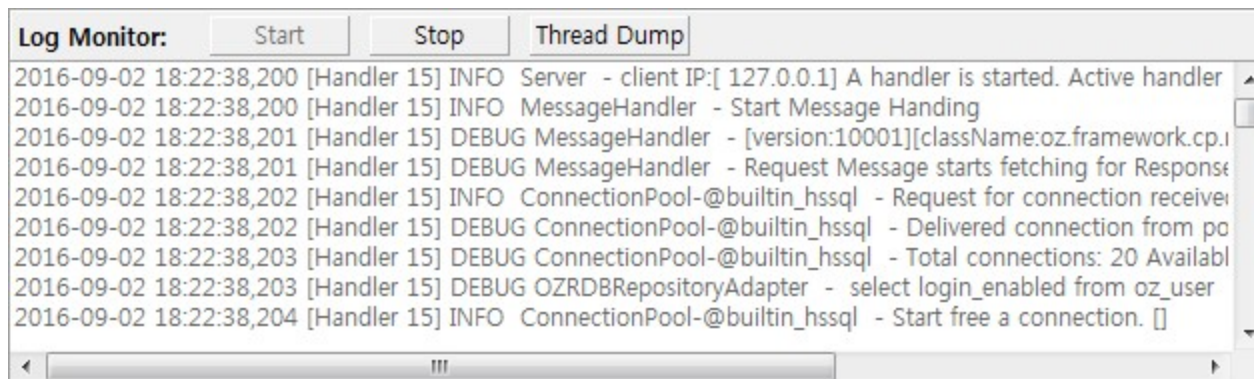 Log Monitor: Start Stop Thread Dump
2016-09-02 18:22:38,200 [Handler 15] INFO Server - client IP:[ 127.0.0.1] A handler is started. Active handler
2016-09-02 18:22:38,200 [Handler 15] INFO MessageHandler - Start Message Handing
2016-09-02 18:22:38,201 [Handler 15] DEBUG MessageHandler - [version:10001][className:oz.framework.cp.
2016-09-02 18:22:38,201 [Handler 15] DEBUG MessageHandler - Request Message starts fetching for Response
2016-09-02 18:22:38,202 [Handler 15] INFO ConnectionPool-@builtin_hssql - Request for connection received
2016-09-02 18:22:38,202 [Handler 15] DEBUG ConnectionPool-@builtin_hssql - Delivered connection from po
2016-09-02 18:22:38,203 [Handler 15] DEBUG ConnectionPool-@builtin_hssql - Total connections: 20 Availabl
2016-09-02 18:22:38,203 [Handler 15] DEBUG OZRDBRepositoryAdapter - select login_enabled from oz_user
2016-09-02 18:22:38,204 [Handler 15] INFO ConnectionPool-@builtin_hssql - Start free a connection. []